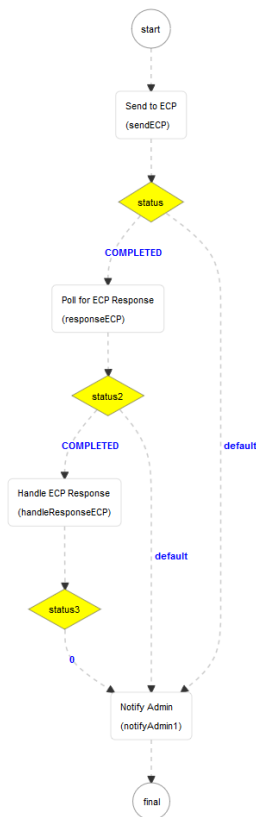 start
Send to ECP
(sendECP)
status
COMPLETED
Poll for ECP Response
(responseECP)
status2
COMPLETED
default
Handle ECP Response
(handleResponseECP)
default
status3
0
Notify Admin
(notifyAdmin1)
final